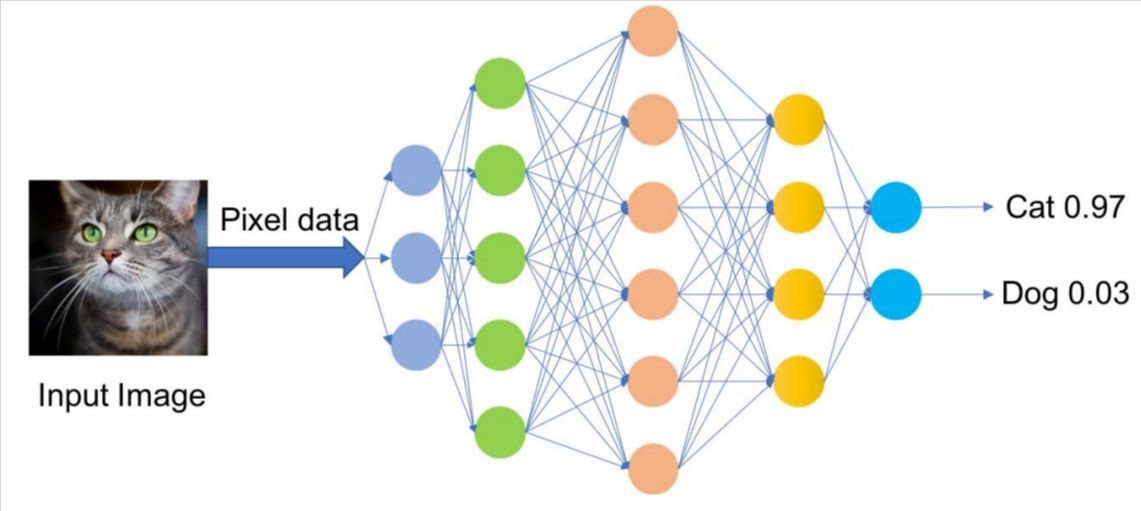 Pixel data
Input Image
Cat 0.97
Dog 0.03